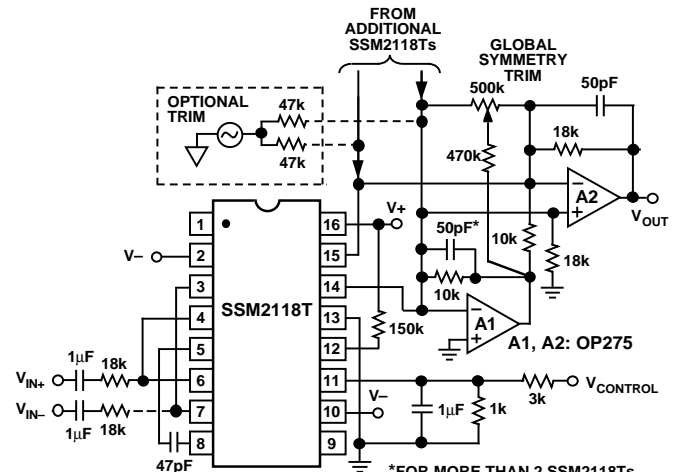 FROM
ADDITIONAL
SSM2118Ts
GLOBAL
SYMMETRY
TRIM
500k
50pF
OPTIONAL
TRIM
47k
47k
470k
18k
A2
VOUT
18k
10k
50pF*
10k
A1
A1, A2: OP275
V+
V–
1
2
3
4
5
6
7
8
SSM2118T
16
15
14
13
12
11
10
9
150k
VIN+
1μF
18k
VIN–
1μF
18k
47pF
V–
1μF
1k
3k
VCONTROL
*FOR MORE THAN 2 SSM2118Ts